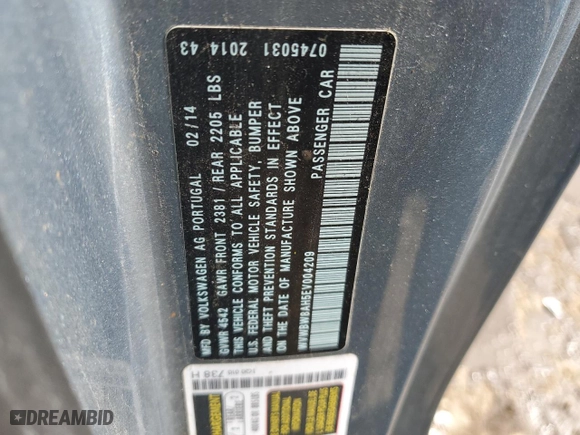 0745031 2014 43
MFD BY VOLKSWAGEN AG PORTUGAL 02/14
GVWR 4542 GAWR FRONT 2381 / REAR 2205 LBS
THIS VEHICLE CONFORMS TO ALL APPLICABLE
U.S. FEDERAL MOTOR VEHICLE SAFETY, BUMPER
AND THEFT PREVENTION STANDARDS IN EFFECT
ON THE DATE OF MANUFACTURE SHOWN ABOVE
PASSENGER CAR
WVWBW8AH5EV004209
738 H
DREAMBID